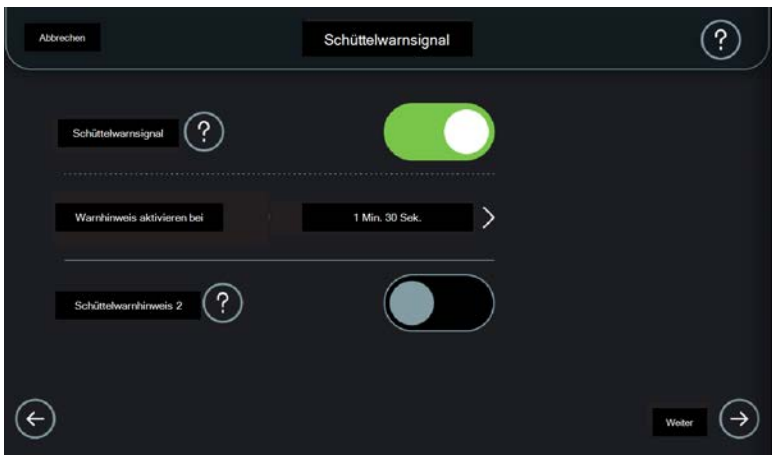 Abbrechen
Schüttelwarnsignal
?
Schüttelwarnsignal
?
Warnhinweis aktivieren bei
1 Min. 30 Sek.
Schüttelwarnhinweis 2
?
Weiter